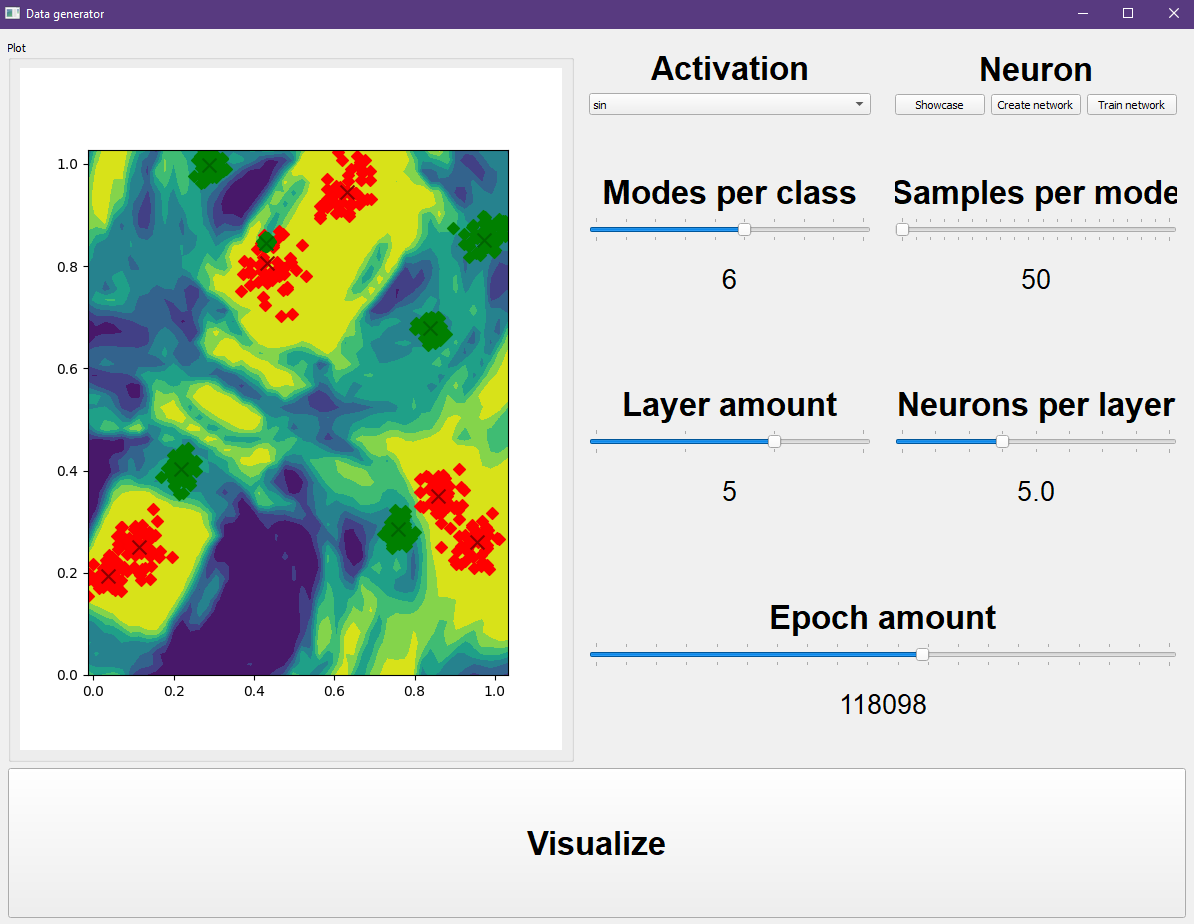 Data generator
Plot
Activation
Neuron
sin
Showcase
Create network
Train network
Modes per class
Samples per mode
6
50
Layer amount
Neurons per layer
5
5.0
Epoch amount
118098
1.0
0.8
0.6
0.4
0.2
0.0
0.0 0.2 0.4 0.6 0.8 1.0
Visualize